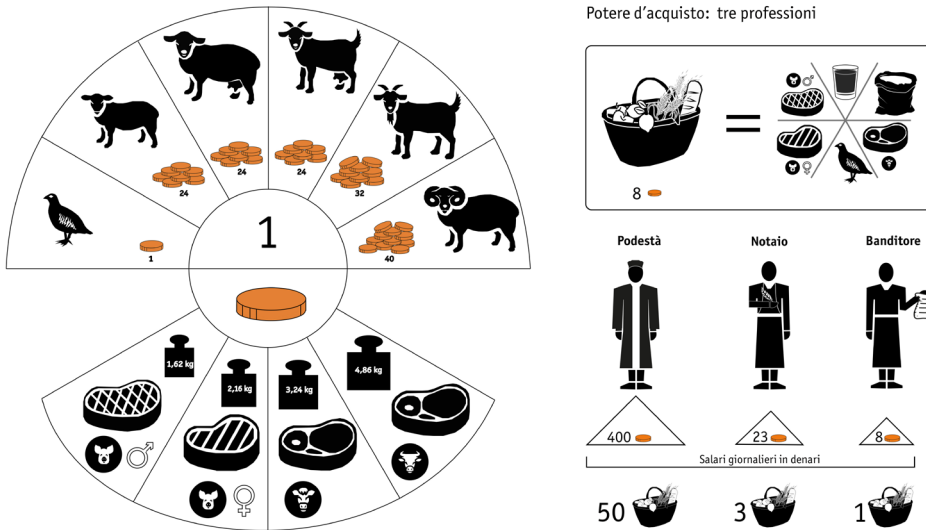 Potere d'acquisto: tre professioni
24
24
24
32
1
40
1
1,62 kg
2,16 kg
3,24 kg
4,86 kg
=
8
Podestà
Notaio
Banditore
400
23
8
Salari giornalieri in denari
50
3
1